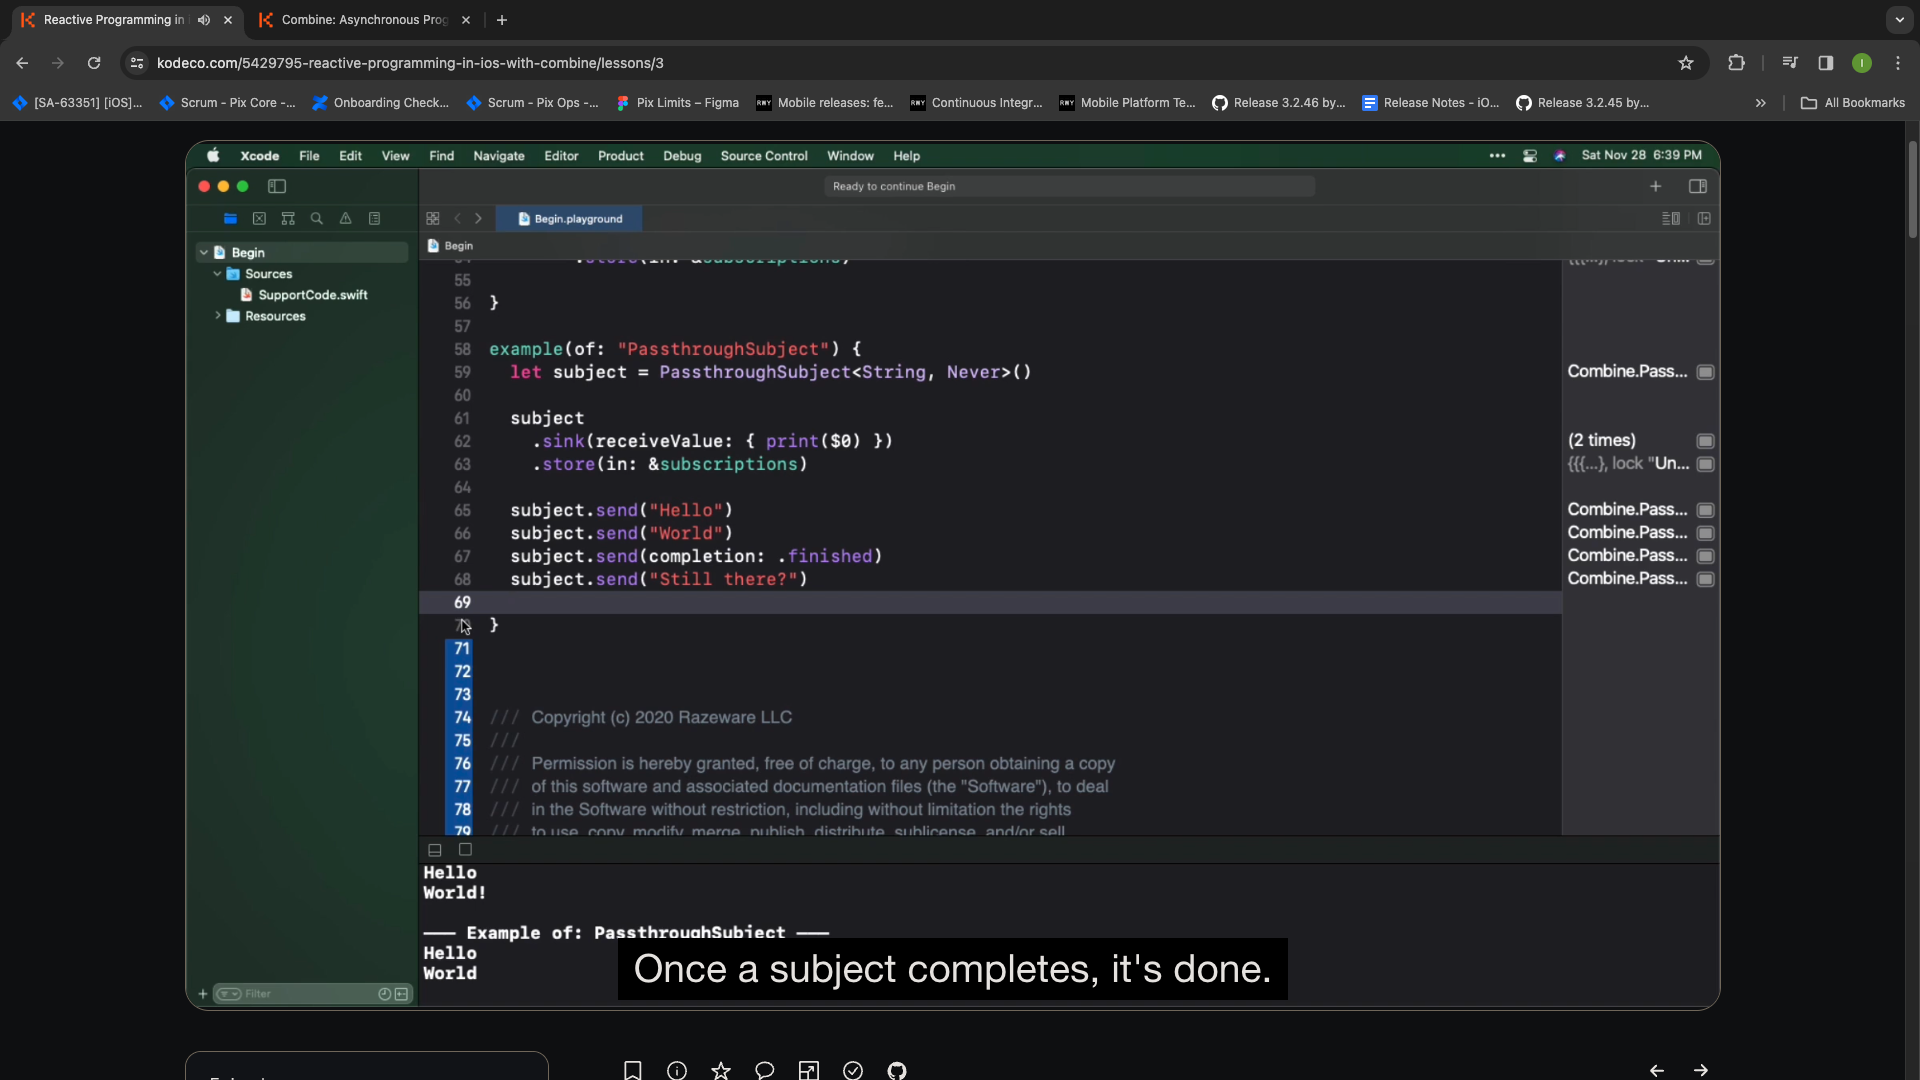 Reactive Programming in
Combine: Asynchronous Prog
kodeco.com/5429795-reactive-programming-in-ios-with-combine/lessons/3
I
[SA-63351] [iOS]...
Scrum - Pix Core -...
Onboarding Check...
Scrum - Pix Ops -...
Pix Limits – Figma
RWY Mobile releases: fe...
RWY Continuous Integr...
RWY Mobile Platform Te...
Release 3.2.46 by...
Release Notes - iO...
Release 3.2.45 by...
»
All Bookmarks
Xcode File Edit View Find Navigate Editor Product Debug Source Control Window Help
Sat Nov 28 6:39 PM
Ready to continue Begin
Begin.playground
Begin
Begin
Sources
SupportCode.swift
Resources
54 .store(in: &subscriptions)
55
56 }
57
58 example(of: "PassthroughSubject") {
59 let subject = PassthroughSubject<String, Never>() Combine.Pass...
60
61 subject
62 .sink(receiveValue: { print($0) }) (2 times)
63 .store(in: &subscriptions) {{{...}, lock "Un...
64
65 subject.send("Hello") Combine.Pass...
66 subject.send("World") Combine.Pass...
67 subject.send(completion: .finished) Combine.Pass...
68 subject.send("Still there?") Combine.Pass...
69
70 }
71
72
73
74 /// Copyright (c) 2020 Razeware LLC
75 ///
76 /// Permission is hereby granted, free of charge, to any person obtaining a copy
77 /// of this software and associated documentation files (the "Software"), to deal
78 /// in the Software without restriction, including without limitation the rights
79 /// to use, copy, modify, merge, publish, distribute, sublicense, and/or sell
Hello
World!
—— Example of: PassthroughSubject ——
Hello
World
Once a subject completes, it's done.
Filter